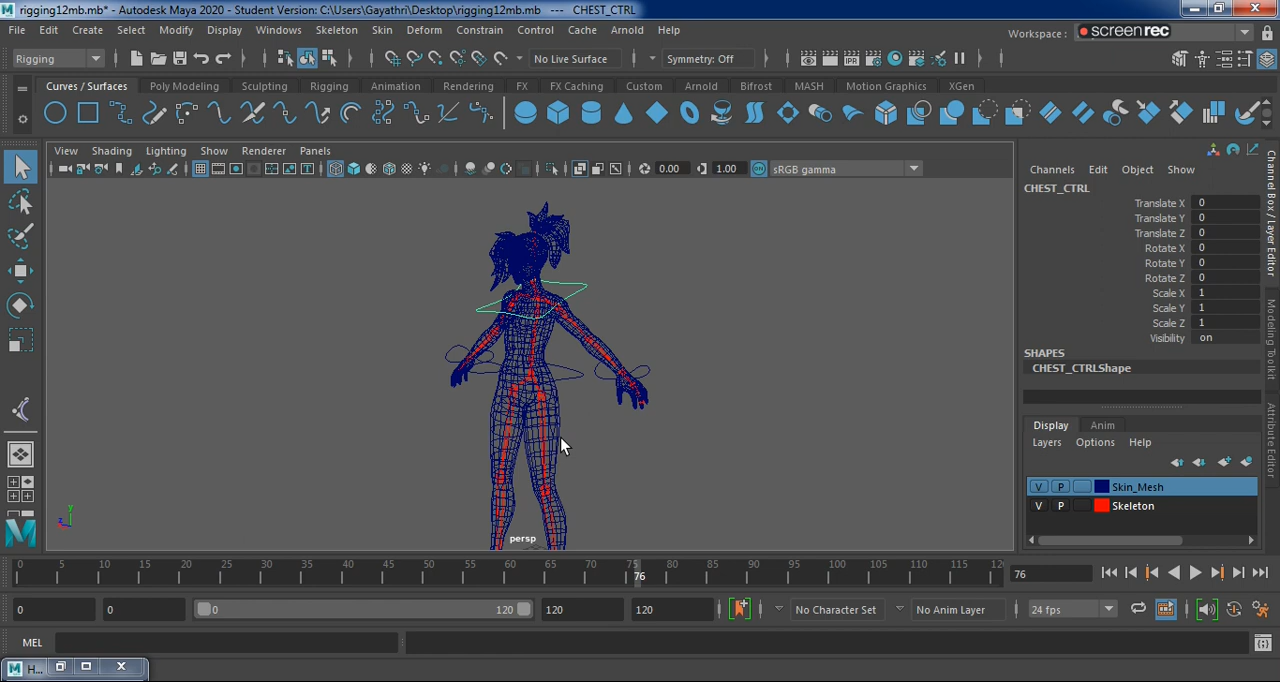 rigging12mb.mb* - Autodesk Maya 2020 - Student Version: C:\Users\Gayathri\Desktop\rigging12mb.mb --- CHEST_CTRL
File Edit Create Select Modify Display Windows Skeleton Skin Deform Constrain Control Cache Arnold Help
Workspace : screenrec
Rigging No Live Surface Symmetry: Off
Curves / Surfaces Poly Modeling Sculpting Rigging Animation Rendering FX FX Caching Custom Arnold Bifrost MASH Motion Graphics XGen
View Shading Lighting Show Renderer Panels
0.00 1.00 sRGB gamma
persp
Channels Edit Object Show
CHEST_CTRL
Translate X 0
Translate Y 0
Translate Z 0
Rotate X 0
Rotate Y 0
Rotate Z 0
Scale X 1
Scale Y 1
Scale Z 1
Visibility on
SHAPES
CHEST_CTRLShape
Display Anim
Layers Options Help
V P Skin_Mesh
V P Skeleton
Channel Box / Layer Editor
Modeling Toolkit
Attribute Editor
0 5 10 15 20 25 30 35 40 45 50 55 60 65 70 75 80 85 90 95 100 105 110 115 120
76
76
0 0 0 120 120 120 No Character Set No Anim Layer 24 fps
MEL
H...